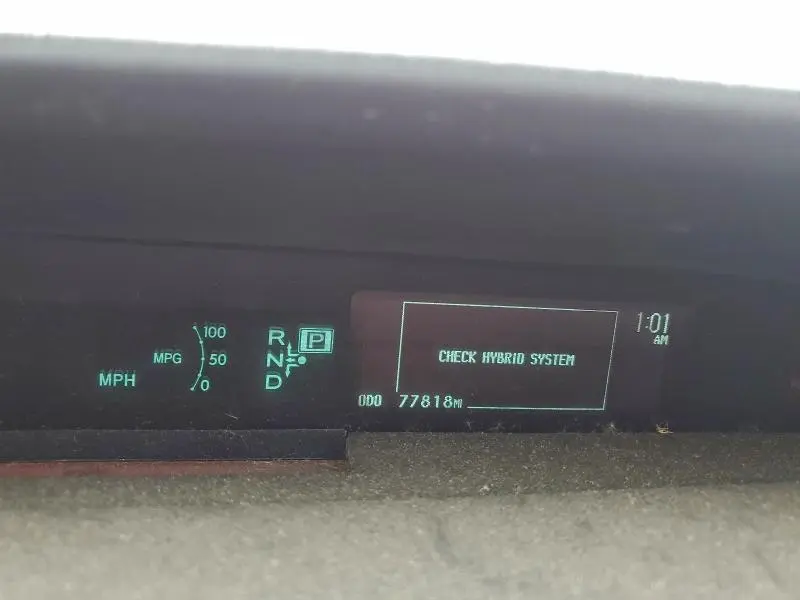 100
MPG 50
0
MPH
R P
N
D
CHECK HYBRID SYSTEM
1:01
AM
ODO 77818MI